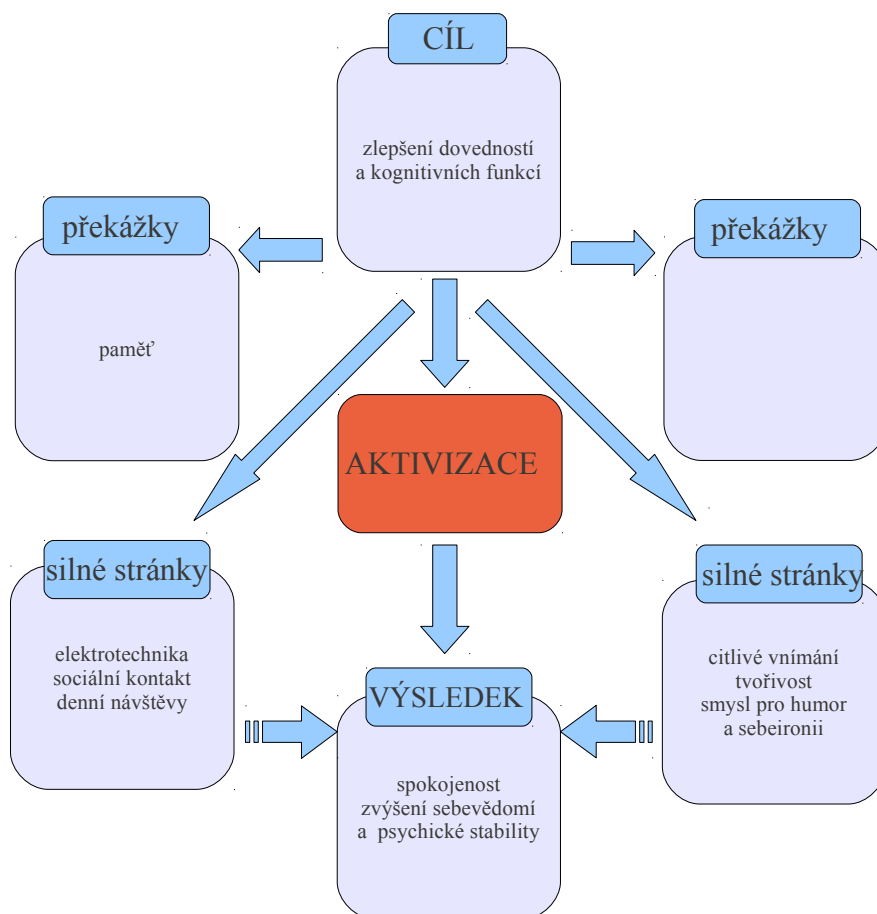 CÍL
zlepšení dovedností
a kognitivních funkcí
překážky
paměť
překážky
AKTIVIZACE
silné stránky
elektrotechnika
sociální kontakt
denní návštěvy
silné stránky
citlivé vnímání
tvořivost
smysl pro humor
a sebeironii
VÝSLEDEK
spokojenost
zvýšení sebevědomí
a psychické stability